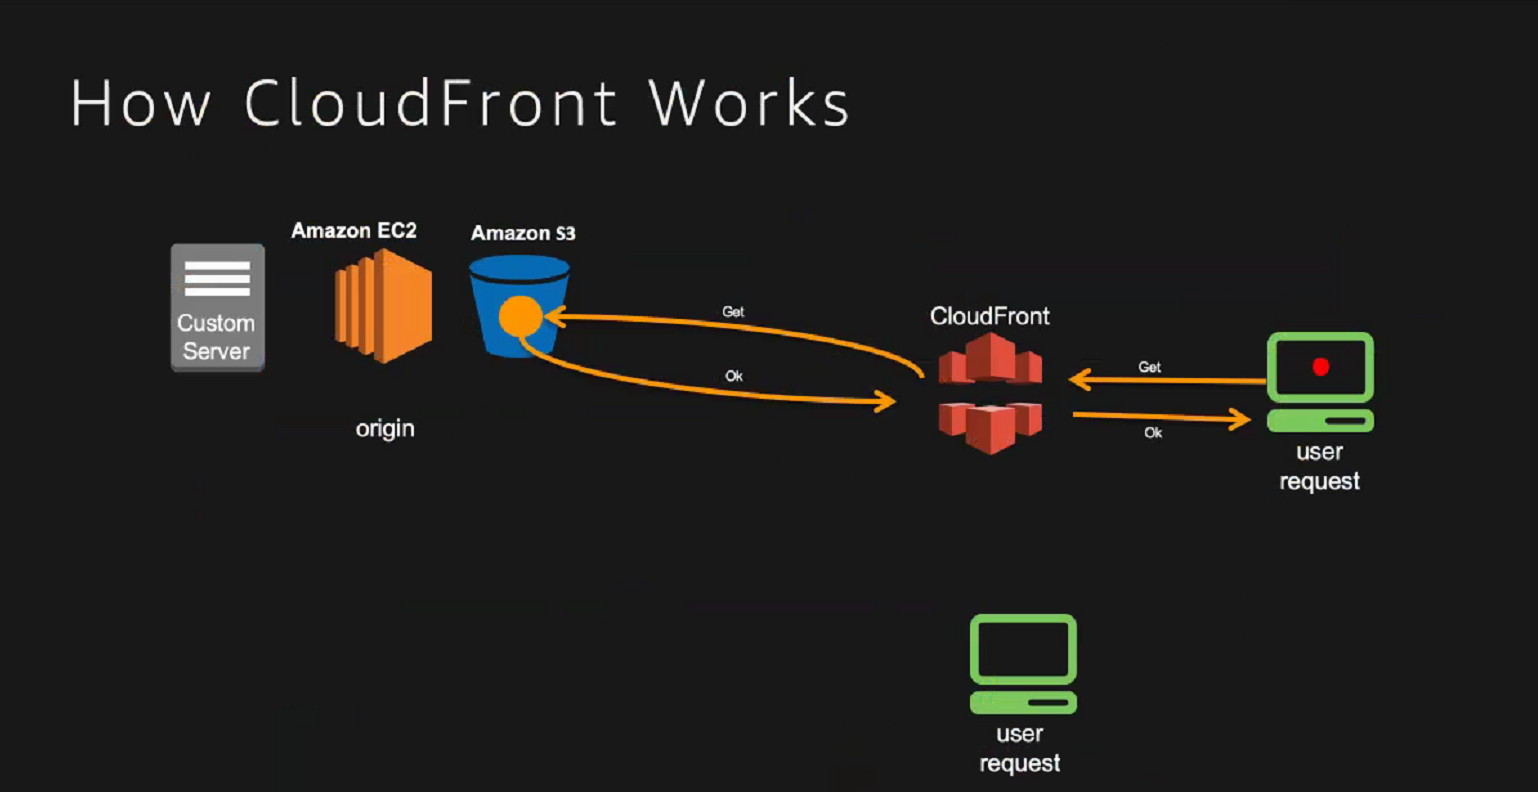 How CloudFront Works
Amazon EC2
Amazon S3
Custom
Server
origin
Get
Ok
CloudFront
Get
Ok
user
request
user
request